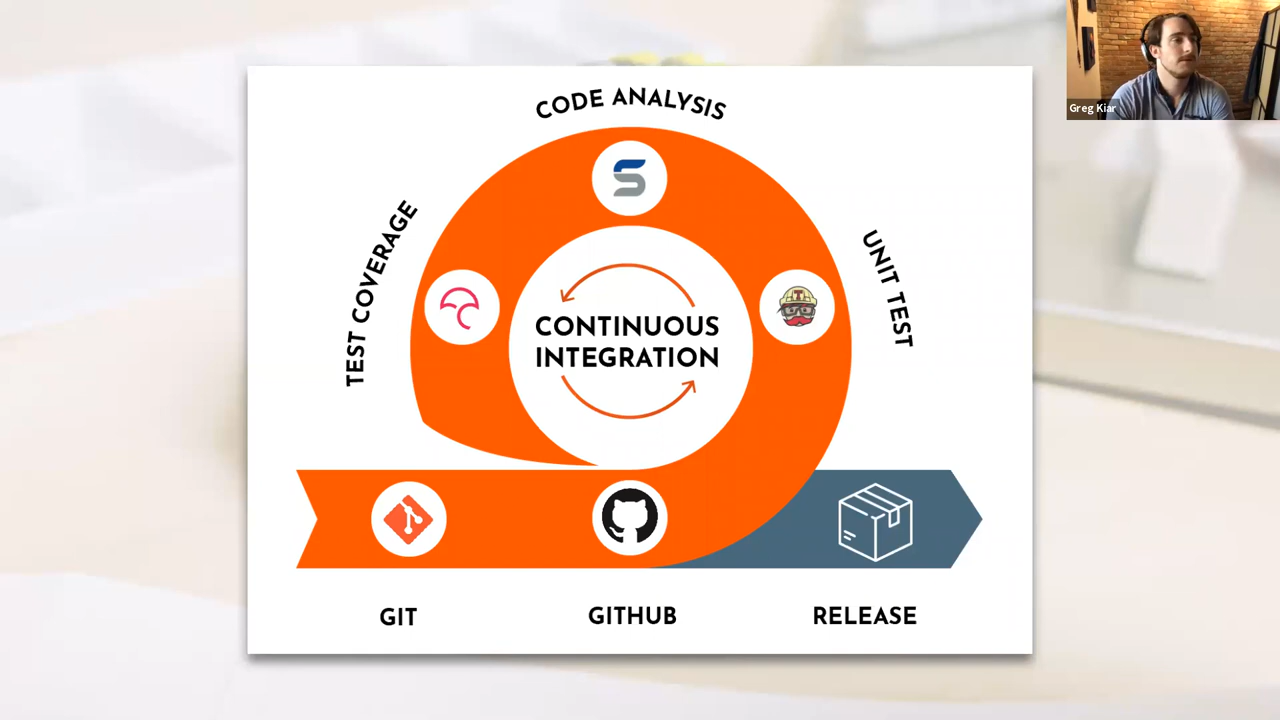 Greg Kiar
CODE ANALYSIS
TEST COVERAGE
UNIT TEST
CONTINUOUS
INTEGRATION
GIT
GITHUB
RELEASE